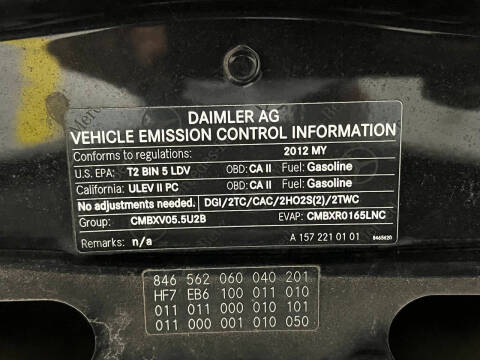 DAIMLER AG
VEHICLE EMISSION CONTROL INFORMATION
Conforms to regulations: 2012 MY
U.S. EPA: T2 BIN 5 LDV OBD: CA II Fuel: Gasoline
California: ULEV II PC OBD: CA II Fuel: Gasoline
No adjustments needed. DGI/2TC/CAC/2HO2S(2)/2TWC
Group: CMBXV05.5U2B EVAP: CMBXR0165LNC
Remarks: n/a A 157 221 01 01 8465620
846 562 060 040 201
HF7 EB6 100 011 010
011 011 000 010 101
011 000 001 010 050